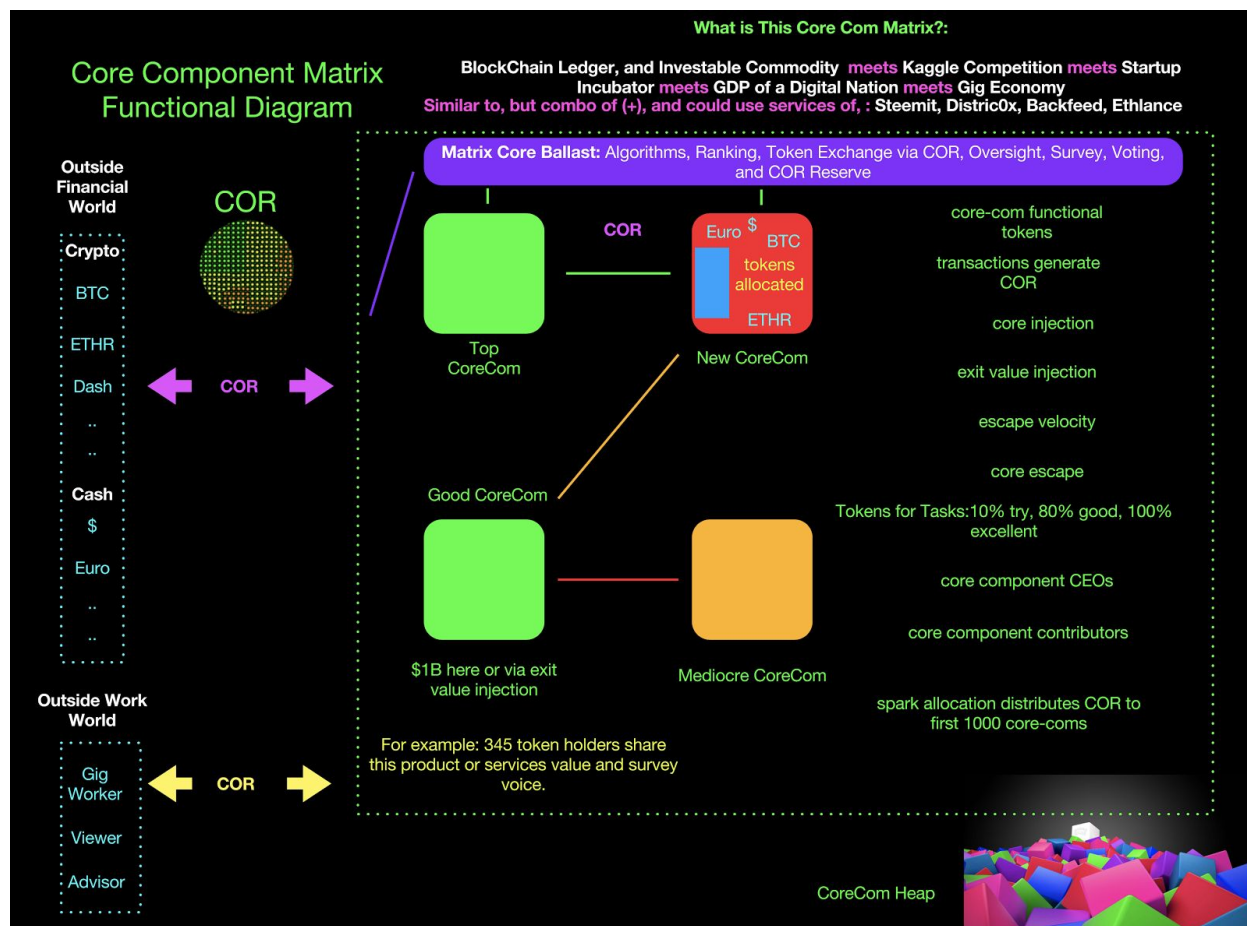 What is This Core Com Matrix?:
Core Component Matrix
Functional Diagram
BlockChain Ledger, and Investable Commodity meets Kaggle Competition meets Startup
Incubator meets GDP of a Digital Nation meets Gig Economy
Similar to, but combo of (+), and could use services of, : Steemit, Distric0x, Backfeed, Ethlance
Outside
Financial
World
Crypto
BTC
ETHR
Dash
..
..
Cash
$
Euro
..
..
COR
COR
Outside Work
World
Gig
Worker
Viewer
Advisor
COR
Matrix Core Ballast: Algorithms, Ranking, Token Exchange via COR, Oversight, Survey, Voting,
and COR Reserve
Top
CoreCom
COR
Euro $
BTC
tokens
allocated
ETHR
New CoreCom
Good CoreCom
$1B here or via exit
value injection
Mediocre CoreCom
For example: 345 token holders share
this product or services value and survey
voice.
core-com functional
tokens
transactions generate
COR
core injection
exit value injection
escape velocity
core escape
Tokens for Tasks:10% try, 80% good, 100%
excellent
core component CEOs
core component contributors
spark allocation distributes COR to
first 1000 core-coms
CoreCom Heap